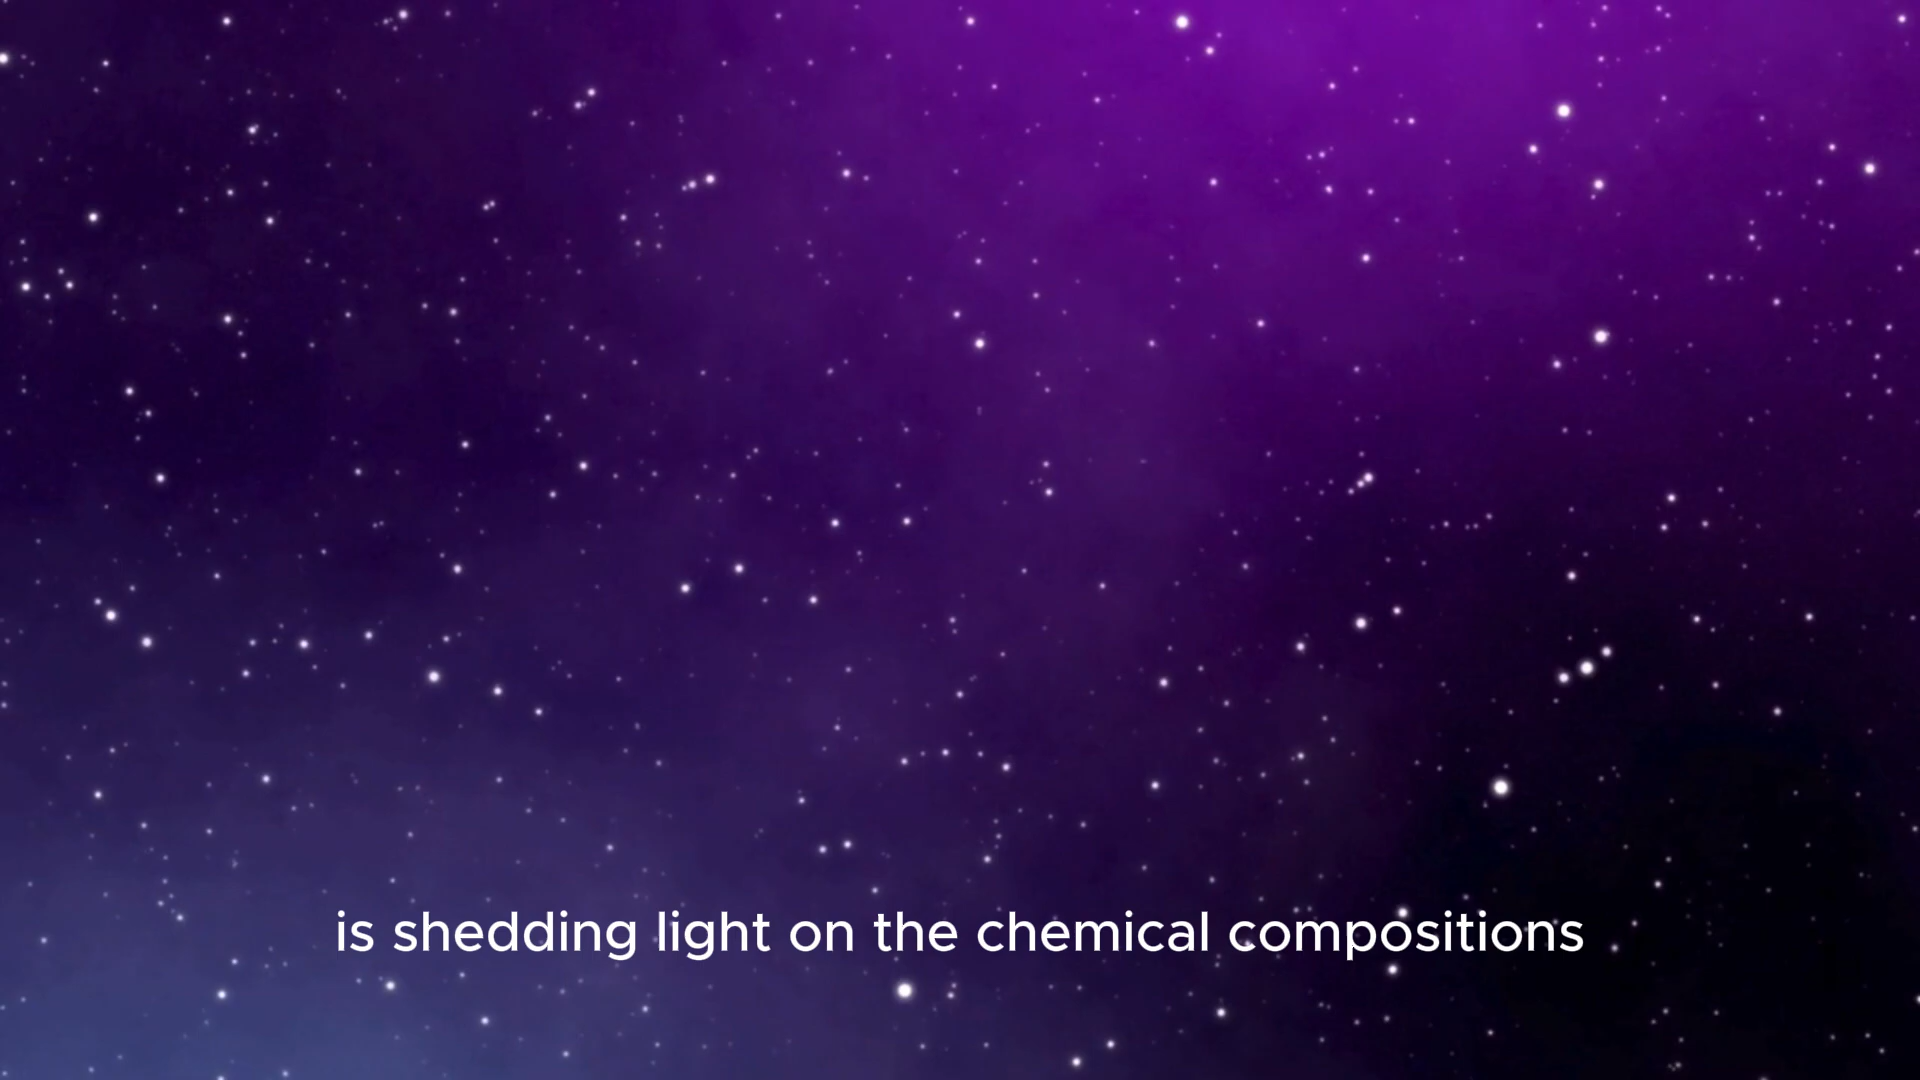 is shedding light on the chemical compositions